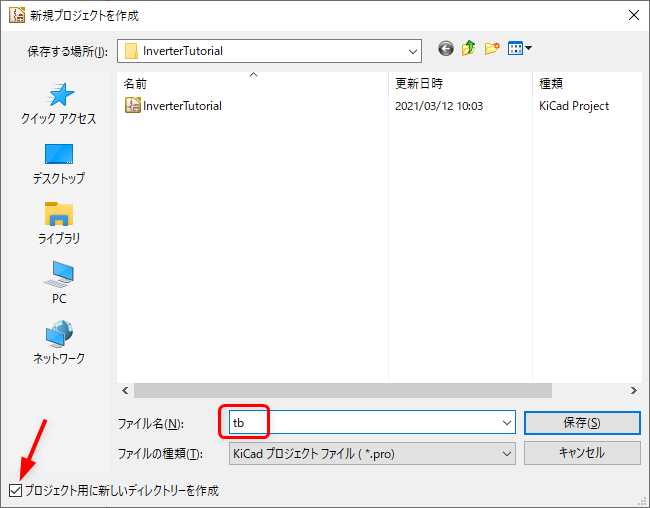 新規プロジェクトを作成
保存する場所(I):
InverterTutorial
名前
更新日時
種類
InverterTutorial
2021/03/12 10:03
KiCad Project
クイック アクセス
デスクトップ
ライブラリ
PC
ネットワーク
ファイル名(N):
tb
保存(S)
ファイルの種類(T):
KiCad プロジェクト ファイル ( *.pro)
キャンセル
プロジェクト用に新しいディレクトリーを作成